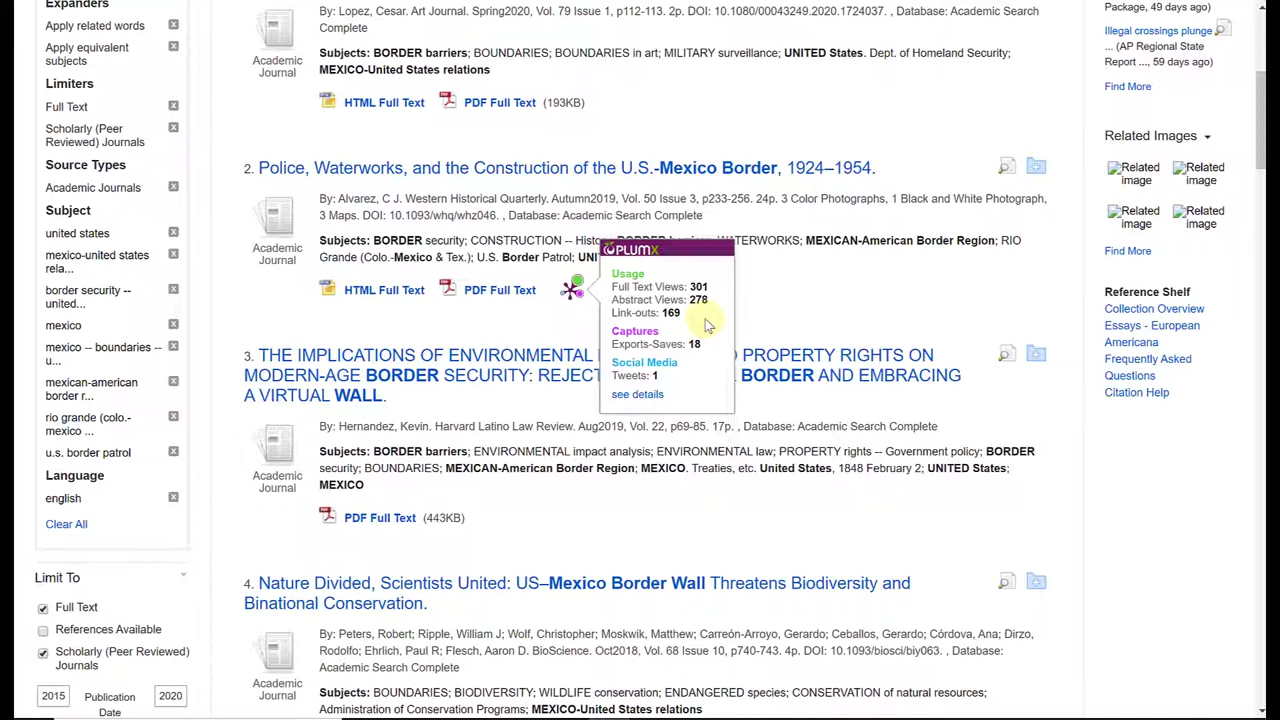 Expanders
Apply related words
Apply equivalent
subjects
Limiters
Full Text
Scholarly (Peer
Reviewed) Journals
Source Types
Academic Journals
Subject
united states
mexico-united states
rela...
border security --
united...
mexico
mexico -- boundaries --
u...
mexican-american
border r...
rio grande (colo.-
mexico ...
u.s. border patrol
Language
english
Clear All
Limit To
Full Text
References Available
Scholarly (Peer Reviewed)
Journals
2015
Publication
Date
2020
By: Lopez, Cesar. Art Journal. Spring2020, Vol. 79 Issue 1, p112-113. 2p. DOI: 10.1080/00043249.2020.1724037. , Database: Academic Search
Complete
Academic
Journal
Subjects: BORDER barriers; BOUNDARIES; BOUNDARIES in art; MILITARY surveillance; UNITED States. Dept. of Homeland Security;
MEXICO-United States relations
HTML Full Text
PDF Full Text (193KB)
2. Police, Waterworks, and the Construction of the U.S.-Mexico Border, 1924–1954.
By: Alvarez, C J. Western Historical Quarterly. Autumn2019, Vol. 50 Issue 3, p233-256. 24p. 3 Color Photographs, 1 Black and White Photograph,
3 Maps. DOI: 10.1093/whq/whz046. , Database: Academic Search Complete
Academic
Journal
Subjects: BORDER security; CONSTRUCTION -- WATERWORKS; MEXICAN-American Border Region; RIO
Grande (Colo.-Mexico & Tex.); U.S. Border Patrol;
HTML Full Text
PDF Full Text
PLUMX
Usage
Full Text Views: 301
Abstract Views: 278
Link-outs: 169
Captures
Exports-Saves: 18
Social Media
Tweets: 1
see details
3. THE IMPLICATIONS OF ENVIRONMENTAL PROPERTY RIGHTS ON
MODERN-AGE BORDER SECURITY: BORDER AND EMBRACING
A VIRTUAL WALL.
By: Hernandez, Kevin. Harvard Latino Law Review. Aug2019, Vol. 22, p69-85. 17p. , Database: Academic Search Complete
Academic
Journal
Subjects: BORDER barriers; ENVIRONMENTAL impact analysis; ENVIRONMENTAL law; PROPERTY rights -- Government policy; BORDER
security; BOUNDARIES; MEXICAN-American Border Region; MEXICO. Treaties, etc. United States, 1848 February 2; UNITED States;
MEXICO
PDF Full Text (443KB)
4. Nature Divided, Scientists United: US–Mexico Border Wall Threatens Biodiversity and
Binational Conservation.
By: Peters, Robert; Ripple, William J; Wolf, Christopher; Moskwik, Matthew; Carreón-Arroyo, Gerardo; Ceballos, Gerardo; Córdova, Ana; Dirzo,
Rodolfo; Ehrlich, Paul R; Flesch, Aaron D. BioScience. Oct2018, Vol. 68 Issue 10, p740-743. 4p. DOI: 10.1093/biosci/biy063. , Database:
Academic Search Complete
Academic
Journal
Subjects: BOUNDARIES; BIODIVERSITY; WILDLIFE conservation; ENDANGERED species; CONSERVATION of natural resources;
Administration of Conservation Programs; MEXICO-United States relations
Package, 49 days ago)
Illegal crossings plunge
... (AP Regional State
Report ..., 59 days ago)
Find More
Related Images
Related
image
Related
image
Related
image
Related
image
Find More
Reference Shelf
Collection Overview
Essays - European
Americana
Frequently Asked
Questions
Citation Help